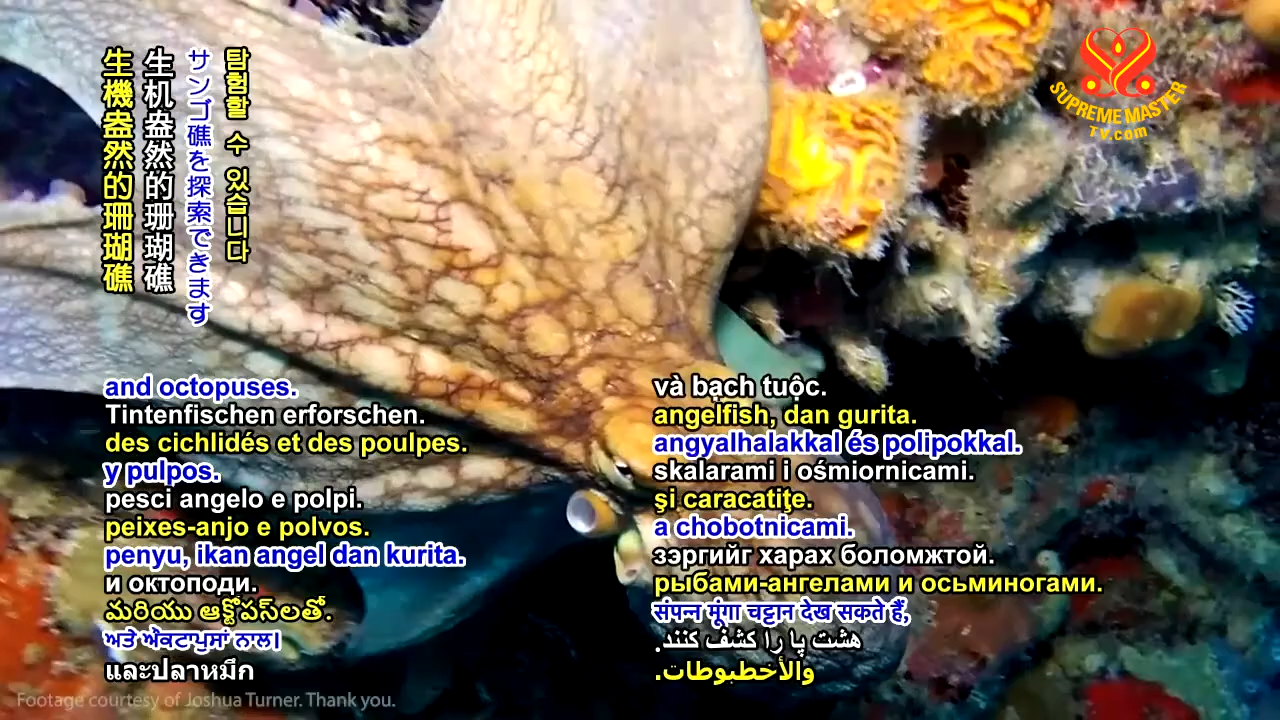 生機盎然的珊瑚礁
生机盎然的珊瑚礁
サンゴ礁を探索できます
탐험할 수 있습니다
SUPREME MASTER
TV.com
and octopuses.
Tintenfischen erforschen.
des cichlidés et des poulpes.
y pulpos.
pesci angelo e polpi.
peixes-anjo e polvos.
penyu, ikan angel dan kurita.
и октоподи.
మరియు ఆక్టోపస్‌లతో.
ਅਤੇ ਔਕਟਾਪੁਸਾਂ ਨਾਲ।
และปลาหมึก
và bạch tuộc.
angelfish, dan gurita.
angyalhalakkal és polipokkal.
skalarami i ośmiornicami.
şi caracatiţe.
a chobotnicami.
зэргийг харах боломжтой.
рыбами-ангелами и осьминогами.
संपन्न मूंगा चट्टान देख सकते हैं,
هشت پا را کشف کنند.
والأخطبوطات.
Footage courtesy of Joshua Turner. Thank you.